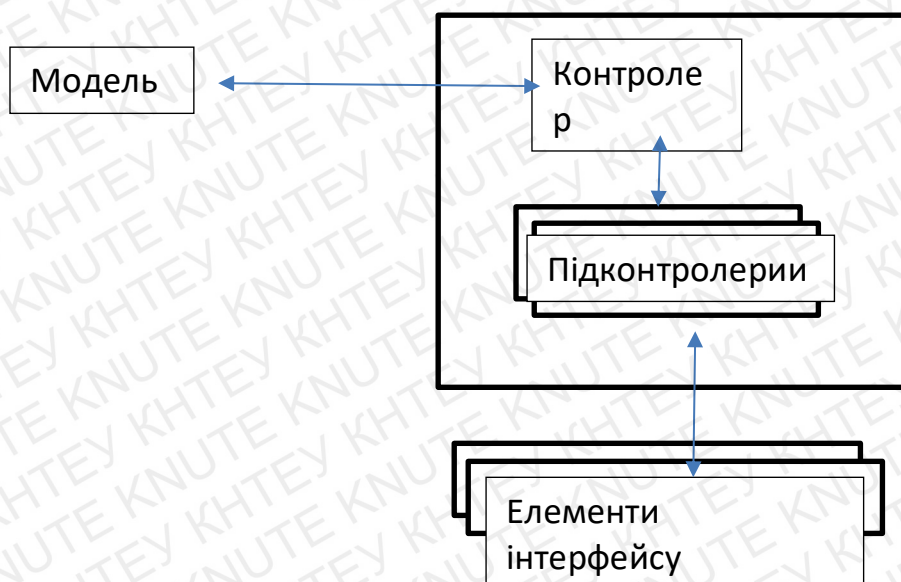 Модель
Контроле
р
Підконтролерии
Елементи
інтерфейсу